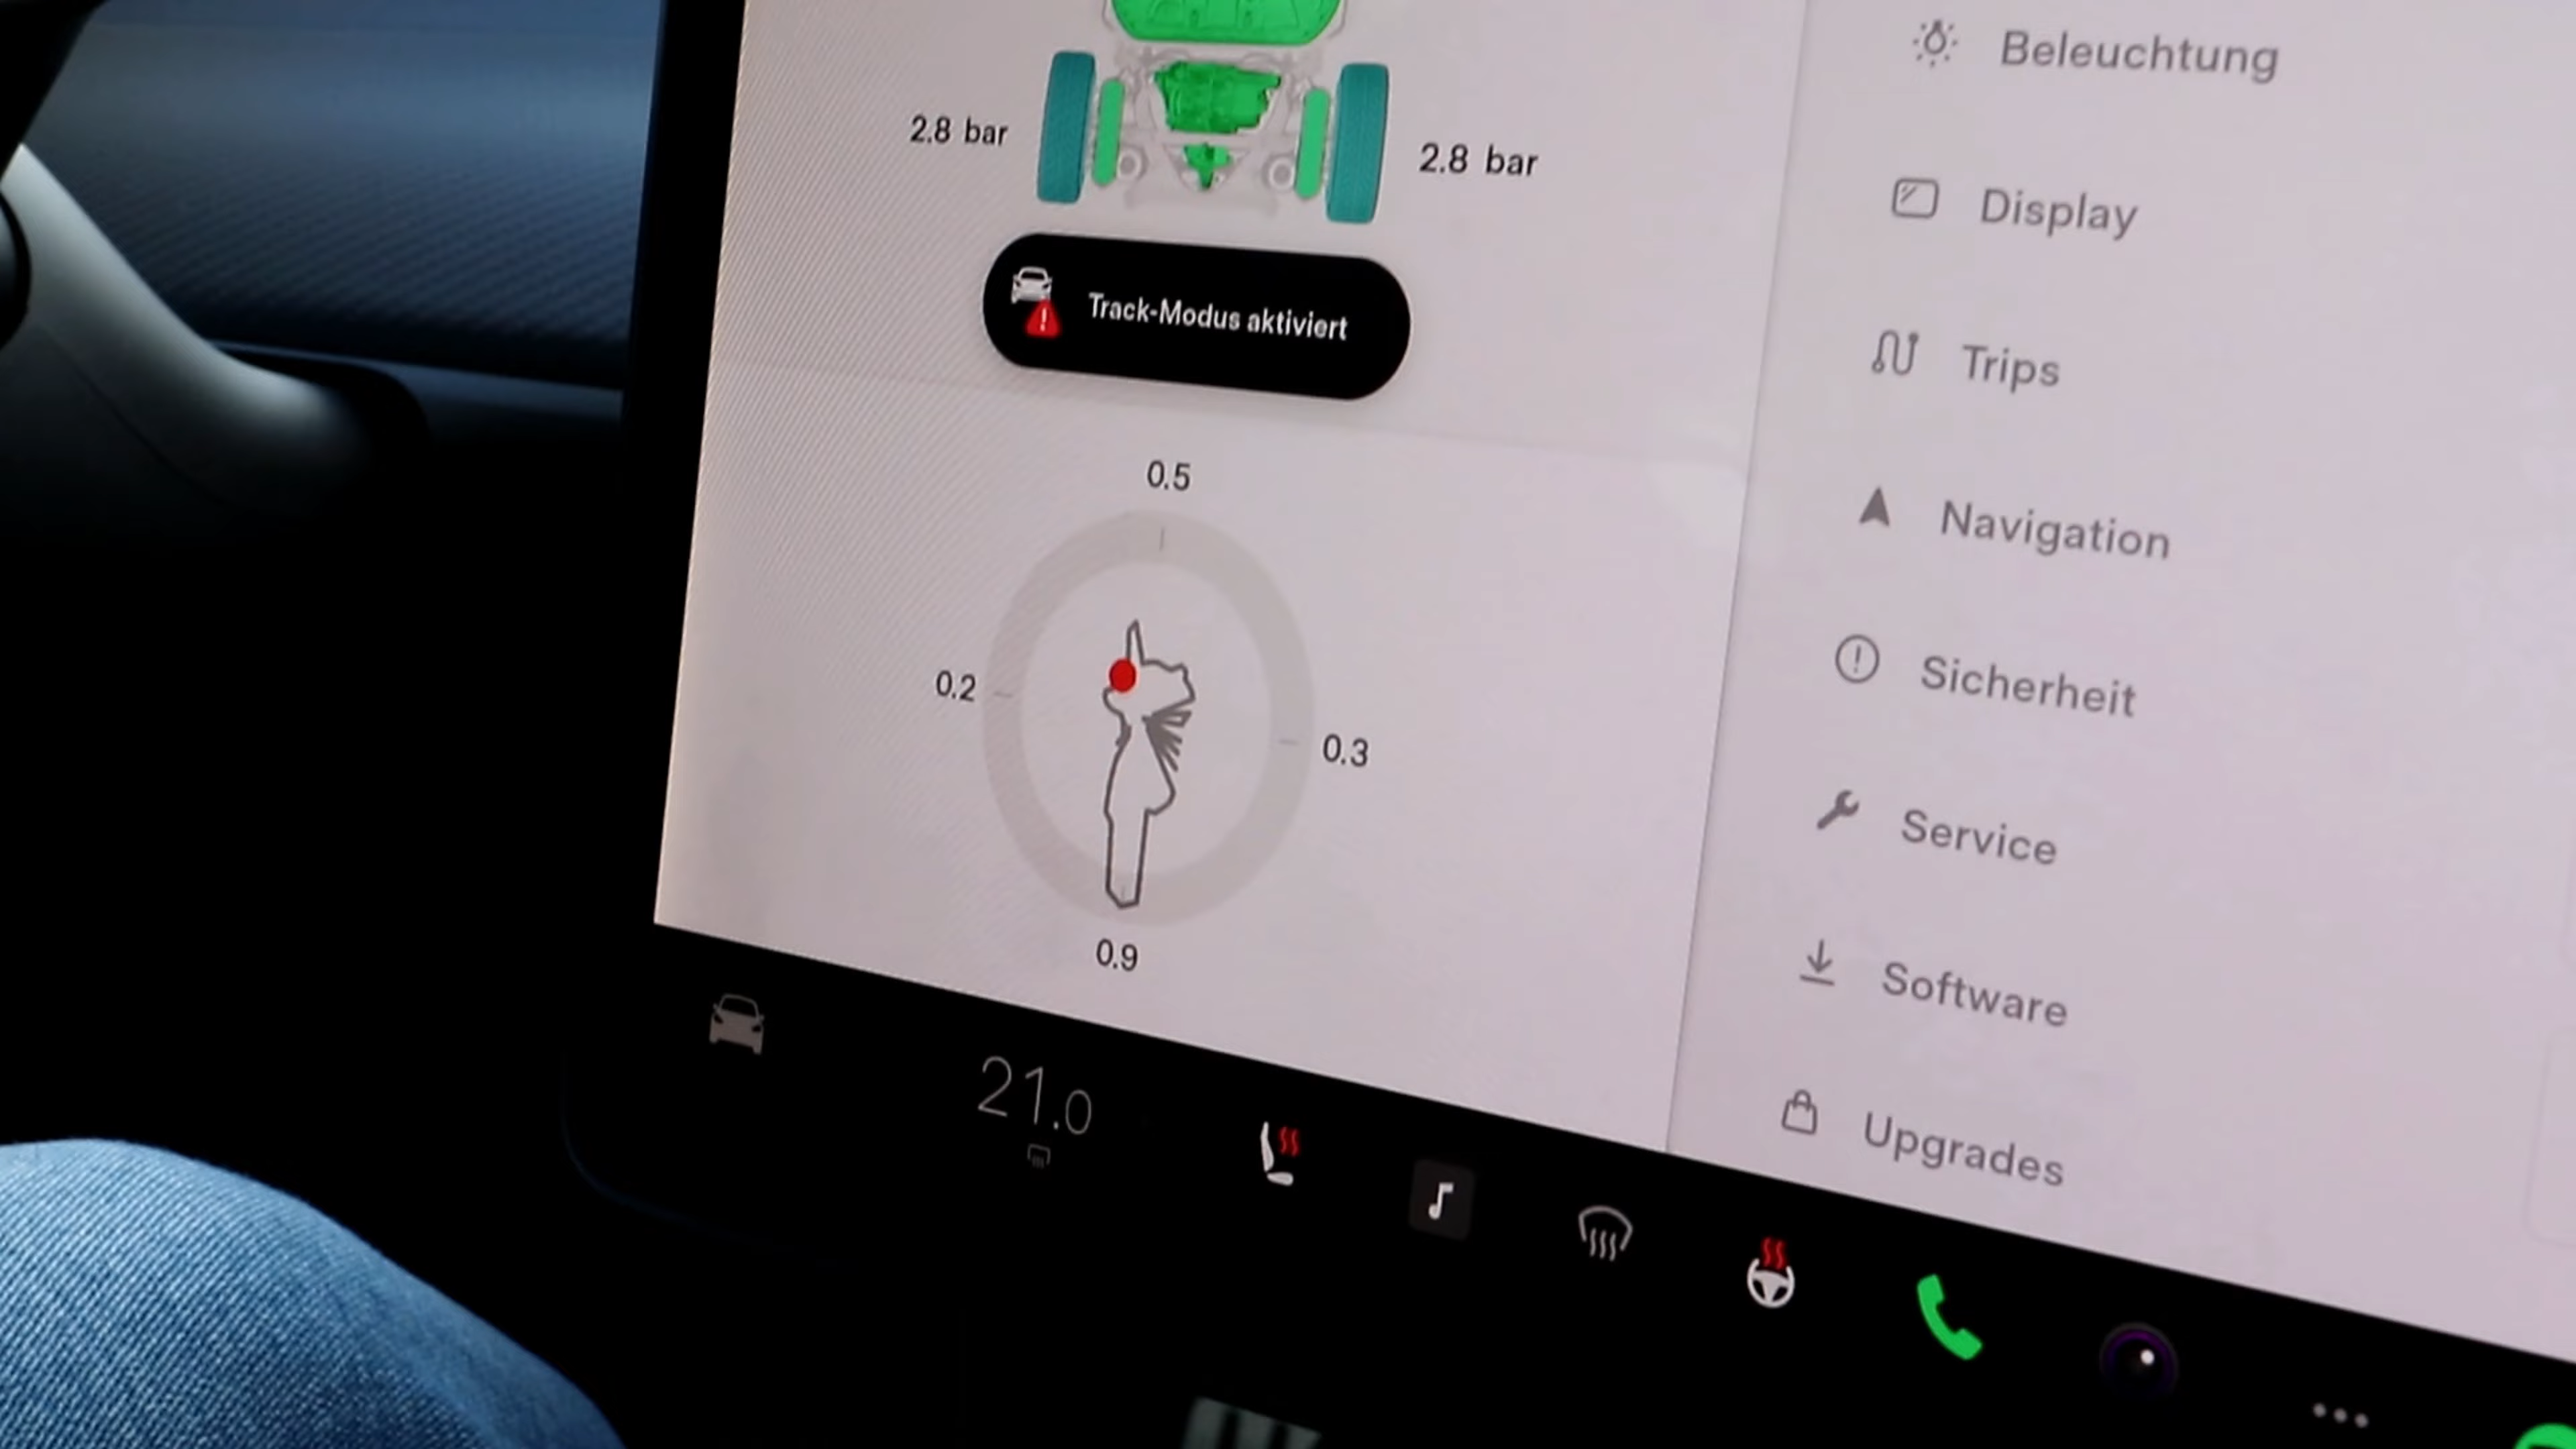 2.8 bar
2.8 bar
Track-Modus aktiviert
0.5
0.2
0.3
0.9
Beleuchtung
Display
Trips
Navigation
Sicherheit
Service
Software
Upgrades
21.0